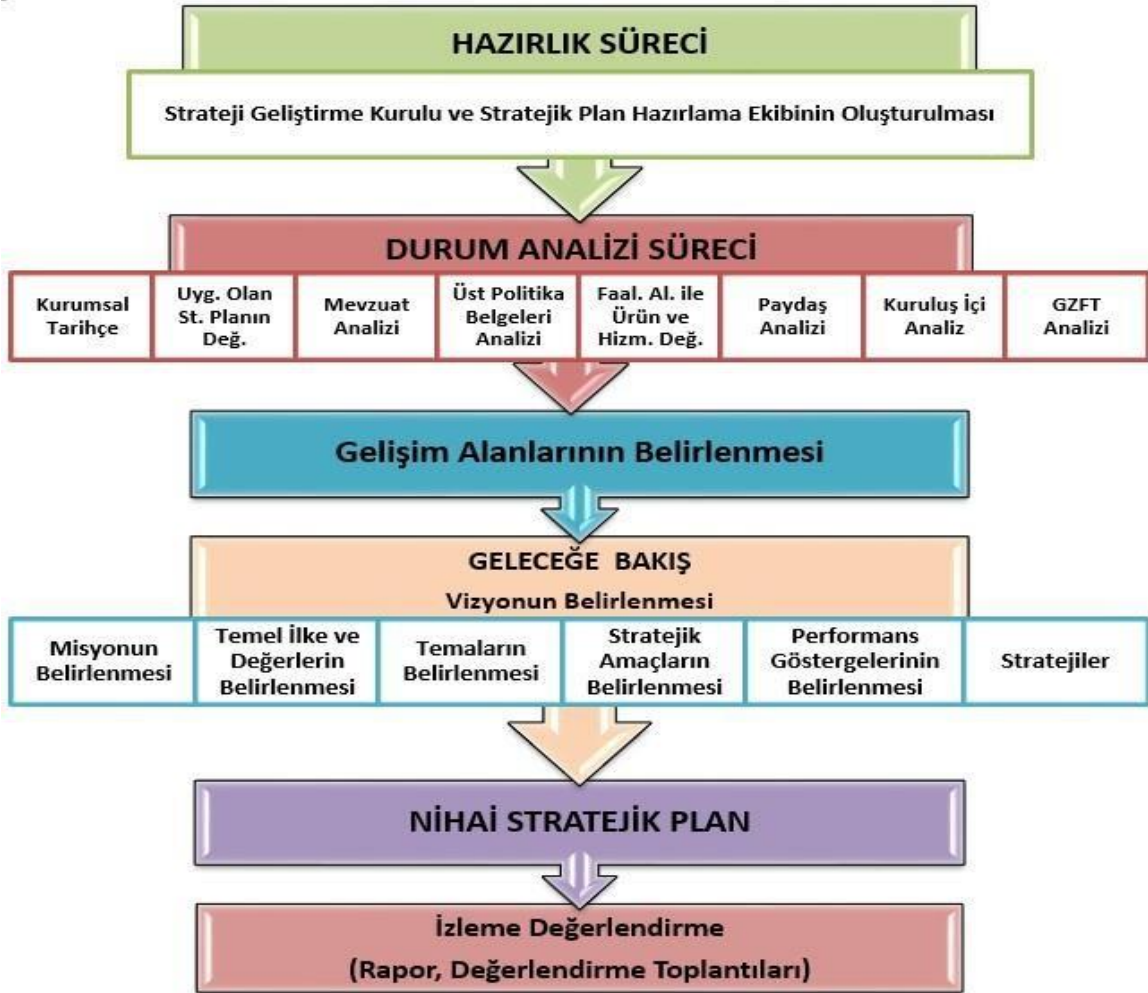 HAZIRLIK SÜRECİ
Strateji Geliştirme Kurulu ve Stratejik Plan Hazırlama Ekibinin Oluşturulması
DURUM ANALİZİ SÜRECİ
Kurumsal
Tarihçe
Uyg. Olan
St. Planın
Değ.
Mevzuat
Analizi
Üst Politika
Belgeleri
Analizi
Faal. Al. ile
Ürün ve
Hizm. Değ.
Paydaş
Analizi
Kuruluş İçi
Analiz
GZFT
Analizi
Gelişim Alanlarının Belirlenmesi
GELECEĞE BAKIŞ
Vizyonun Belirlenmesi
Misyonun
Belirlenmesi
Temel İlke ve
Değerlerin
Belirlenmesi
Temaların
Belirlenmesi
Stratejik
Amaçların
Belirlenmesi
Performans
Göstergelerinin
Belirlenmesi
Stratejiler
NİHAİ STRATEJİK PLAN
İzleme Değerlendirme
(Rapor, Değerlendirme Toplantıları)